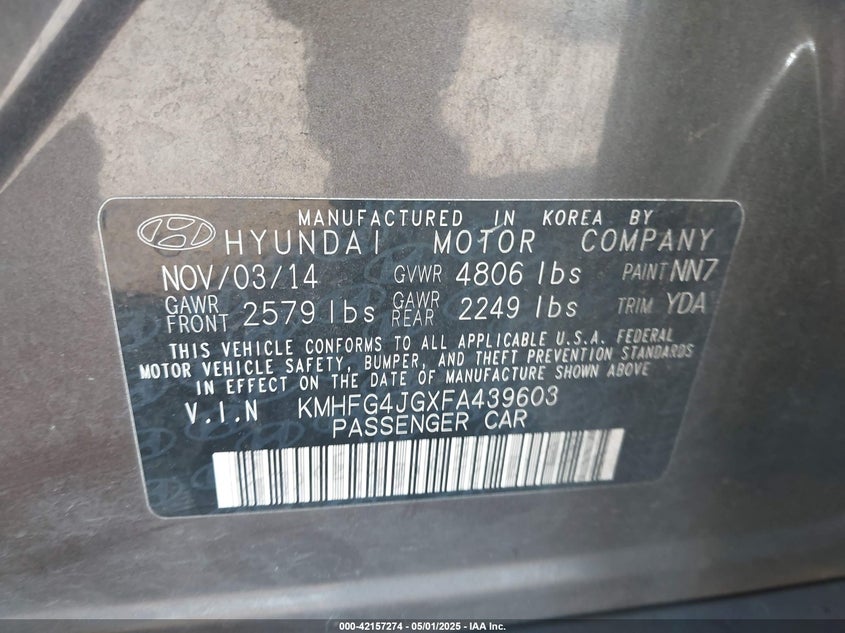 MANUFACTURED IN KOREA BY
HYUNDAI MOTOR COMPANY
NOV/03/14 GVWR 4806 lbs PAINT NN7
GAWR FRONT 2579 lbs GAWR REAR 2249 lbs TRIM YDA
THIS VEHICLE CONFORMS TO ALL APPLICABLE U.S.A. FEDERAL
MOTOR VEHICLE SAFETY, BUMPER, AND THEFT PREVENTION STANDARDS
IN EFFECT ON THE DATE OF MANUFACTURE SHOWN ABOVE
V.I.N KMHFG4JGXFA439603
PASSENGER CAR
000-42157274 - 05/01/2025 - IAA Inc.